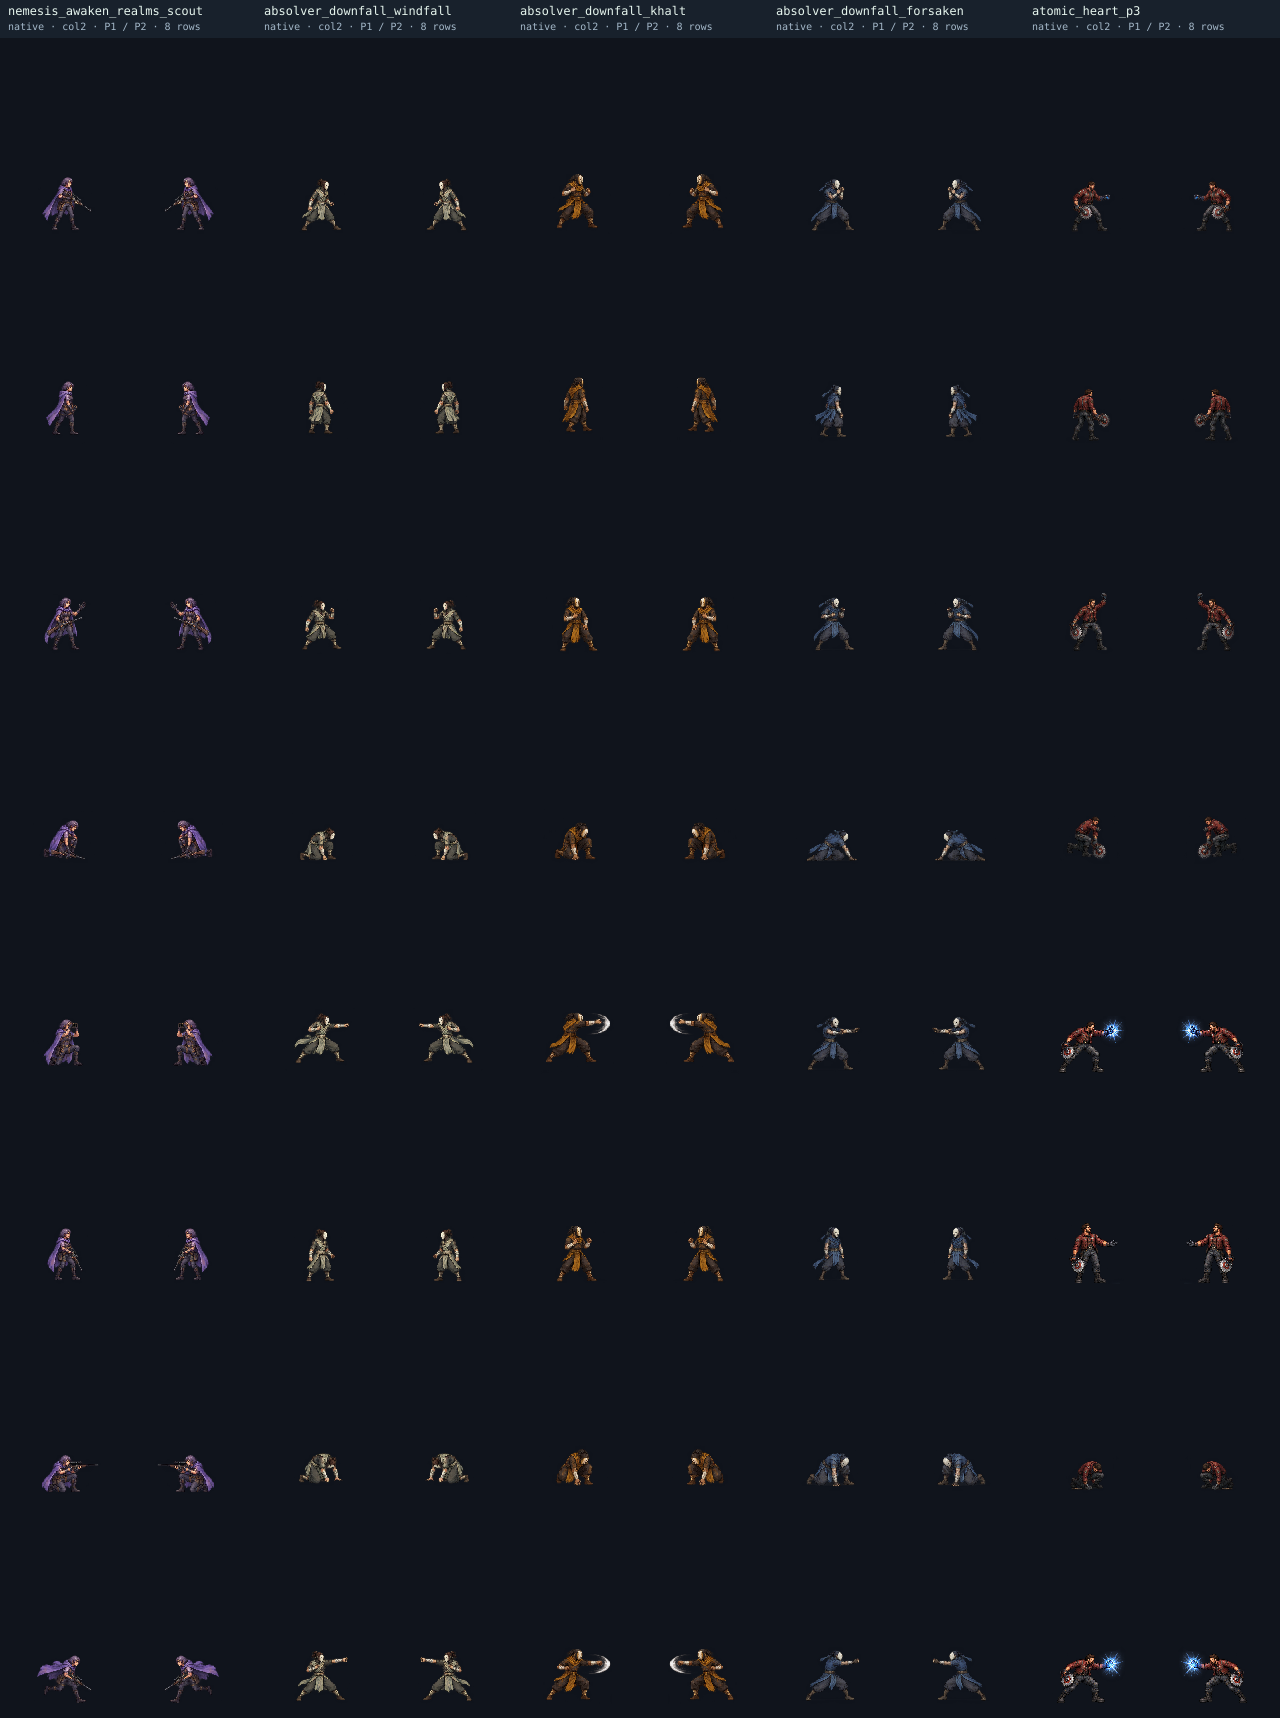 nemesis_awaken_realms_scout
native · col2 · P1 / P2 · 8 rows
absolver_downfall_windfall
native · col2 · P1 / P2 · 8 rows
absolver_downfall_khalt
native · col2 · P1 / P2 · 8 rows
absolver_downfall_forsaken
native · col2 · P1 / P2 · 8 rows
atomic_heart_p3
native · col2 · P1 / P2 · 8 rows